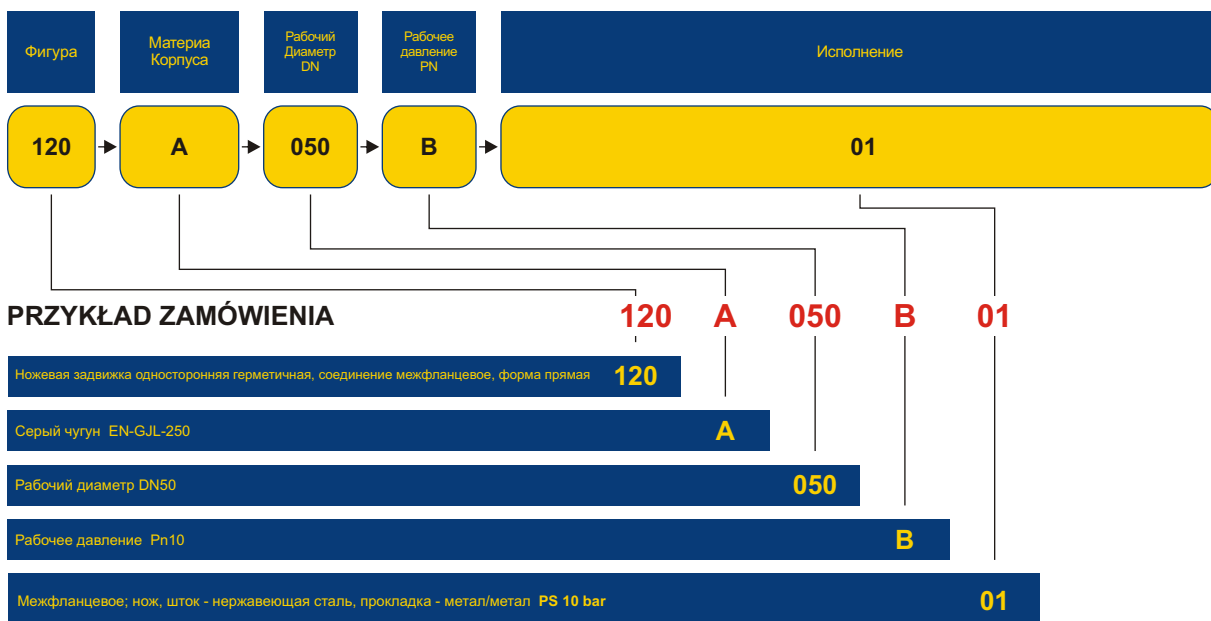 Фигура
Материа
Корпуса
Рабочий
Диаметр
DN
Рабочее
давление
PN
Исполнение
120
A
050
B
01
PRZYKŁAD ZAMÓWIENIA
120 A 050 B 01
Ножевая задвижка односторонняя герметичная, соединение межфланцевое, форма прямая 120
Серый чугун EN-GJL-250 A
Рабочий диаметр DN50 050
Рабочее давление Pn10 B
Межфланцевое; нож, шток - нержавеющая сталь, прокладка - метал/метал PS 10 bar 01